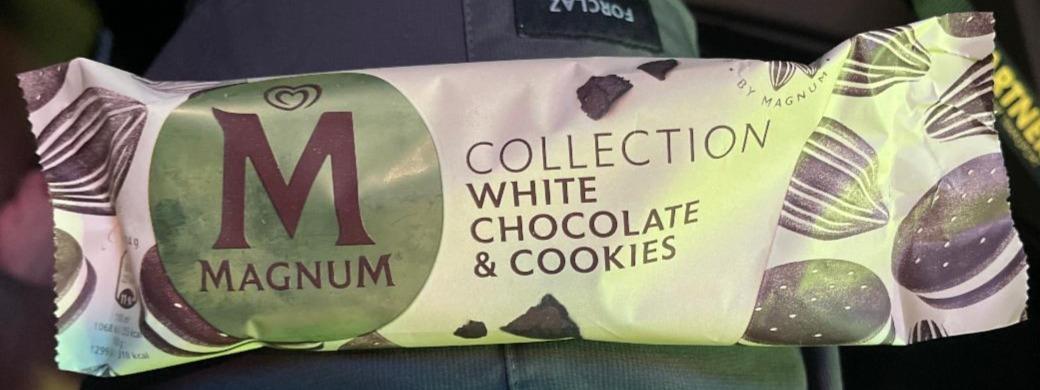 FORCLAZ
M
MAGNUM
COLLECTION
WHITE
CHOCOLATE
& COOKIES
BY MAGNUM